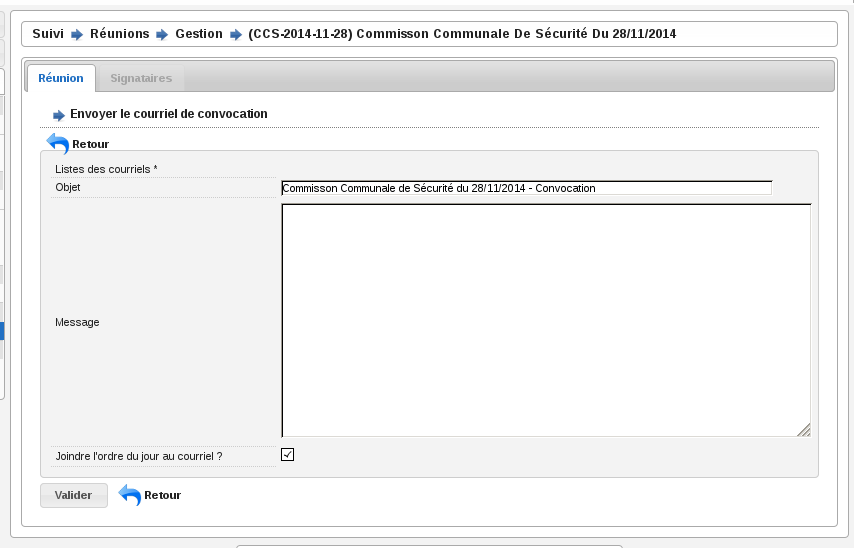 Suivi Réunions Gestion (CCS-2014-11-28) Commisson Communale De Sécurité Du 28/11/2014
Réunion Signataires
Envoyer le courriel de convocation
Retour
Listes des courriels *
Objet Commisson Communale de Sécurité du 28/11/2014 - Convocation
Message
Joindre l'ordre du jour au courriel ?
Valider Retour